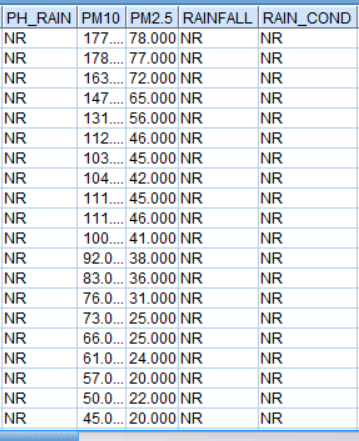 PH_RAIN PM10 PM2.5 RAINFALL RAIN_COND
NR 177.... 78.000 NR NR
NR 178.... 77.000 NR NR
NR 163.... 72.000 NR NR
NR 147.... 65.000 NR NR
NR 131.... 56.000 NR NR
NR 112.... 46.000 NR NR
NR 103.... 45.000 NR NR
NR 104.... 42.000 NR NR
NR 111.... 45.000 NR NR
NR 111.... 46.000 NR NR
NR 100.... 41.000 NR NR
NR 92.0... 38.000 NR NR
NR 83.0... 36.000 NR NR
NR 76.0... 31.000 NR NR
NR 73.0... 25.000 NR NR
NR 66.0... 25.000 NR NR
NR 61.0... 24.000 NR NR
NR 57.0... 20.000 NR NR
NR 50.0... 22.000 NR NR
NR 45.0... 20.000 NR NR